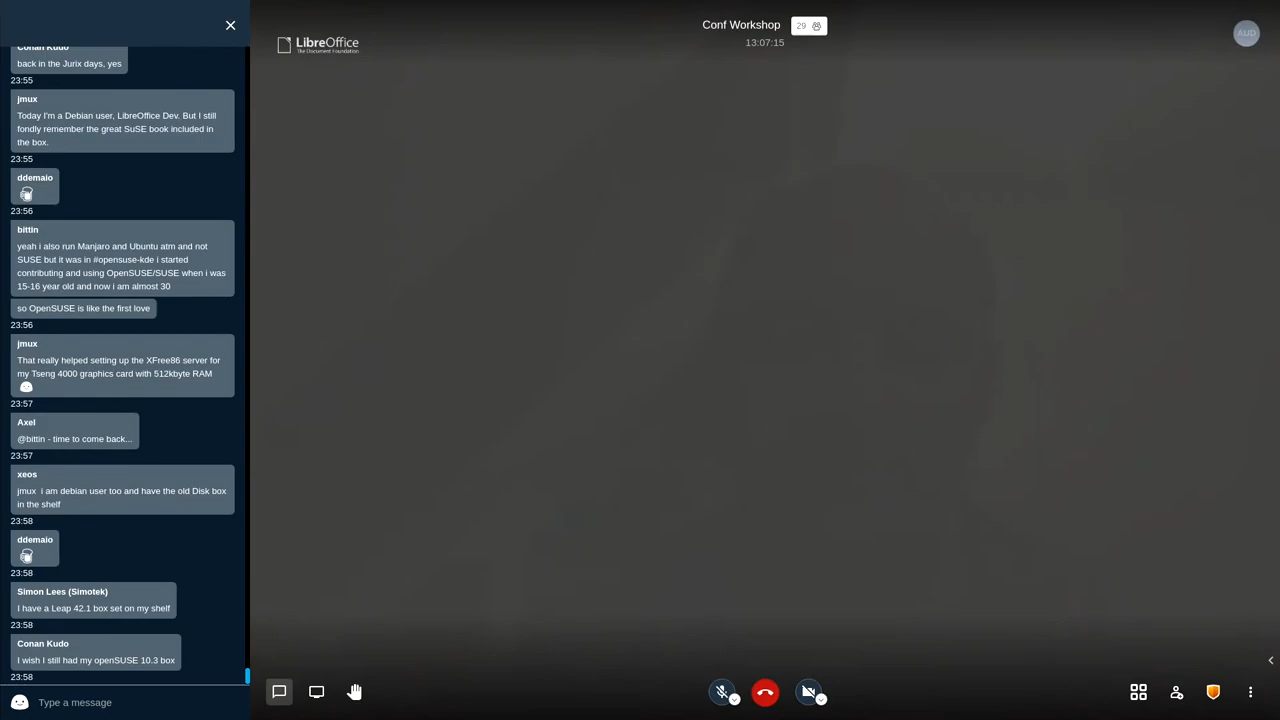 Conan Kudo
back in the Jurix days, yes
23:55
jmux
Today I'm a Debian user, LibreOffice Dev. But I still
fondly remember the great SuSE book included in
the box.
23:55
ddemaio
23:56
bittin
yeah i also run Manjaro and Ubuntu atm and not
SUSE but it was in #opensuse-kde i started
contributing and using OpenSUSE/SUSE when i was
15-16 year old and now i am almost 30
so OpenSUSE is like the first love
23:56
jmux
That really helped setting up the XFree86 server for
my Tseng 4000 graphics card with 512kbyte RAM
23:57
Axel
@bittin - time to come back...
23:57
xeos
jmux  i am debian user too and have the old Disk box
in the shelf
23:58
ddemaio
23:58
Simon Lees (Simotek)
I have a Leap 42.1 box set on my shelf
23:58
Conan Kudo
I wish I still had my openSUSE 10.3 box
23:58
Type a message
LibreOffice
The Document Foundation
Conf Workshop
29
13:07:15
AUD